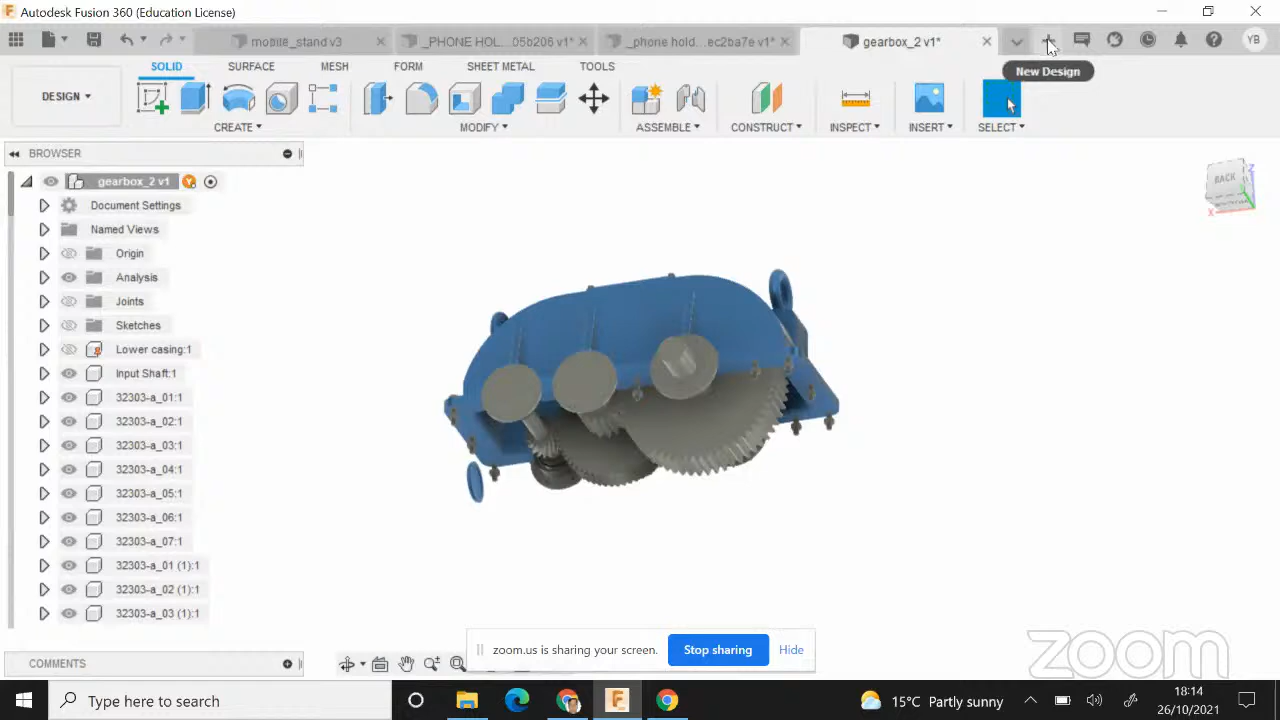 Autodesk Fusion 360 (Education License)
mobile_stand v3
_PHONE HOL...05b206 v1*
_phone hold...ec2ba7e v1*
gearbox_2 v1*
YB
New Design
SOLID
SURFACE
MESH
FORM
SHEET METAL
TOOLS
DESIGN
CREATE
MODIFY
ASSEMBLE
CONSTRUCT
INSPECT
INSERT
SELECT
BROWSER
gearbox_2 v1
Document Settings
Named Views
Origin
Analysis
Joints
Sketches
Lower casing:1
Input Shaft:1
32303-a_01:1
32303-a_02:1
32303-a_03:1
32303-a_04:1
32303-a_05:1
32303-a_06:1
32303-a_07:1
32303-a_01 (1):1
32303-a_02 (1):1
32303-a_03 (1):1
BACK
Z
X
COMMENTS
zoom.us is sharing your screen.
Stop sharing
Hide
zoom
Type here to search
15°C Partly sunny
18:14
26/10/2021